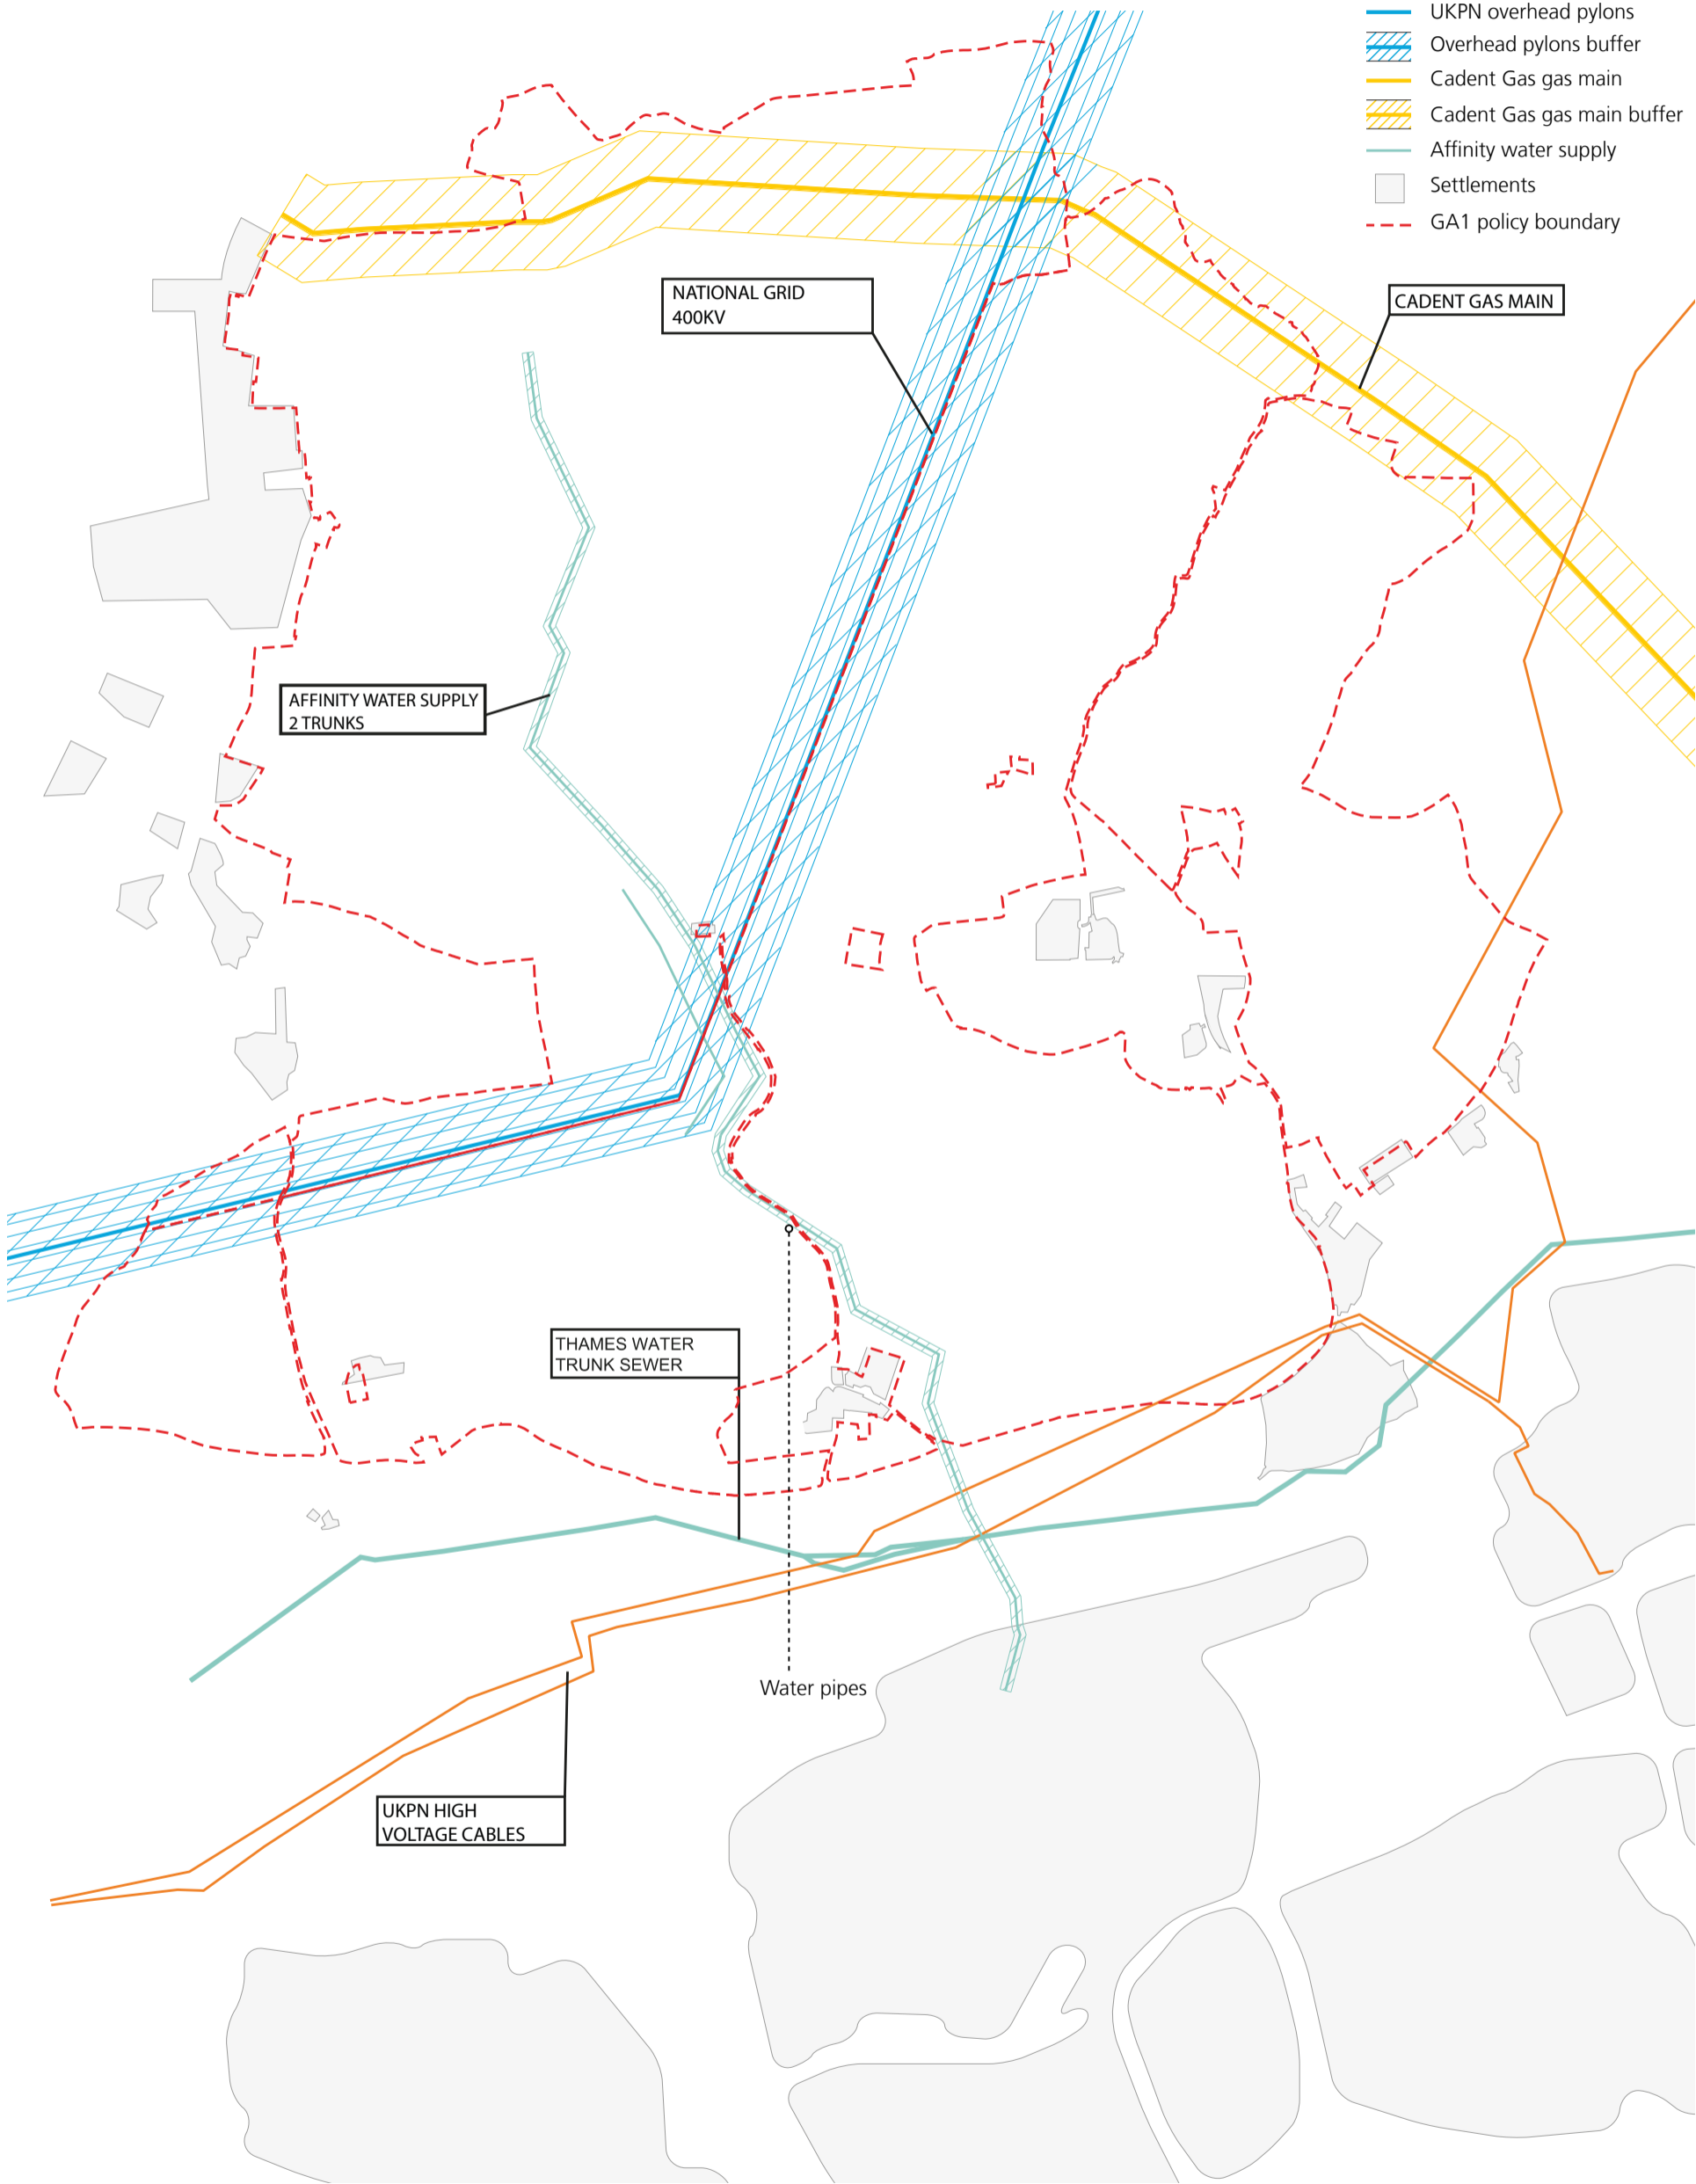 UKPN overhead pylons
Overhead pylons buffer
Cadent Gas gas main
Cadent Gas gas main buffer
Affinity water supply
Settlements
GA1 policy boundary
NATIONAL GRID
400KV
CADENT GAS MAIN
AFFINITY WATER SUPPLY
2 TRUNKS
THAMES WATER
TRUNK SEWER
Water pipes
UKPN HIGH
VOLTAGE CABLES